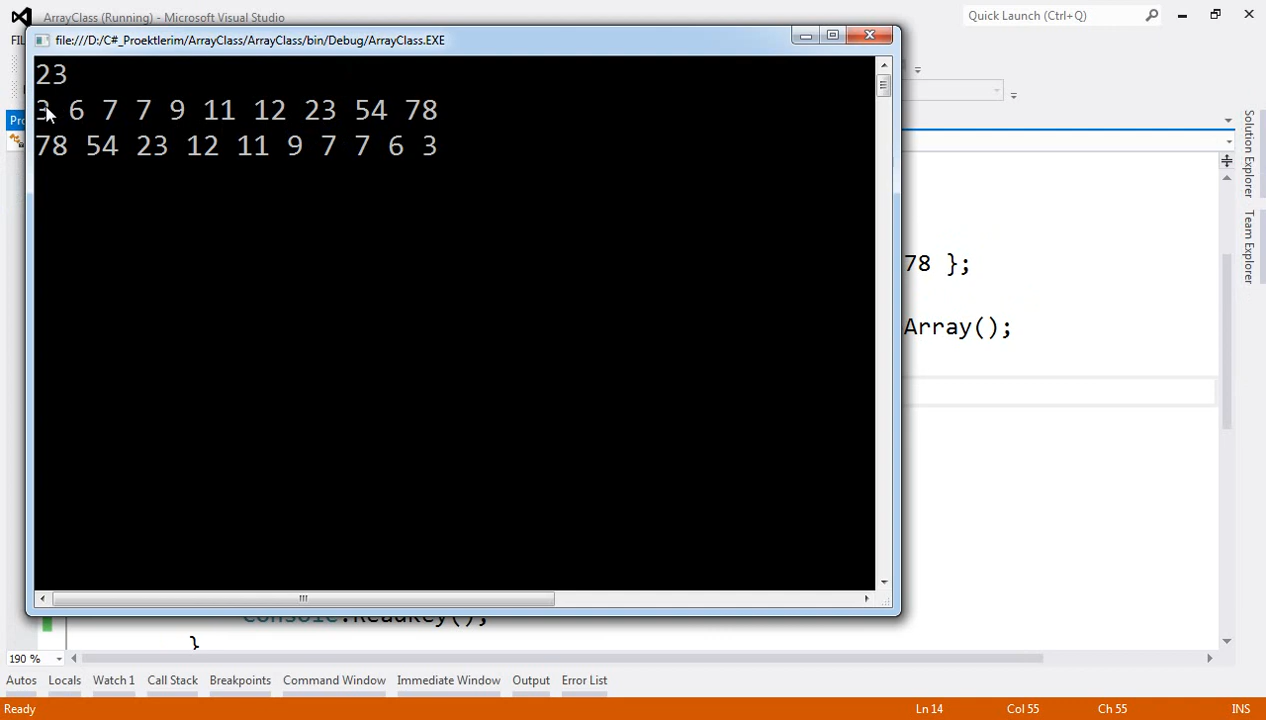 ArrayClass (Running) - Microsoft Visual Studio
Quick Launch (Ctrl+Q)
file:///D:/C#_Proektlerim/ArrayClass/ArrayClass/bin/Debug/ArrayClass.EXE
23
3 6 7 7 9 11 12 23 54 78
78 54 23 12 11 9 7 7 6 3
Solution Explorer
Team Explorer
78 };
Array();
Console.ReadKey();
}
190 %
Autos Locals Watch 1 Call Stack Breakpoints Command Window Immediate Window Output Error List
Ready Ln 14 Col 55 Ch 55 INS